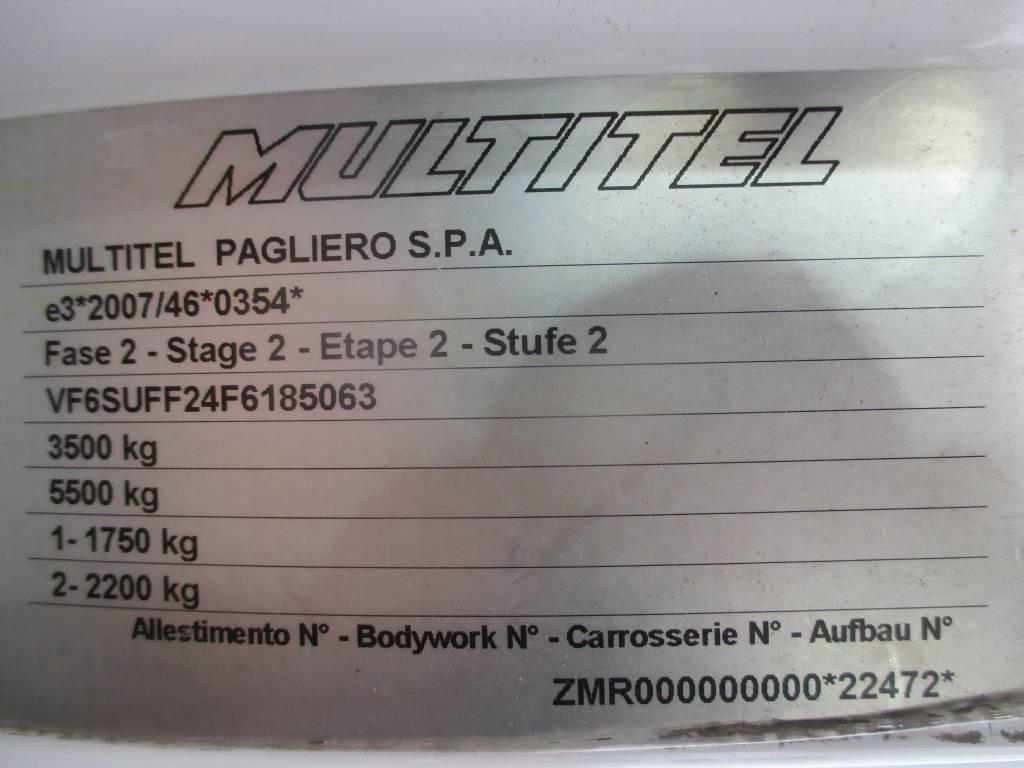 MULTITEL
MULTITEL PAGLIERO S.P.A.
e3*2007/46*0354*
Fase 2 - Stage 2 - Etape 2 - Stufe 2
VF6SUFF24F6185063
3500 kg
5500 kg
1- 1750 kg
2- 2200 kg
Allestimento N° - Bodywork N° - Carrosserie N° - Aufbau N°
ZMR000000000*22472*